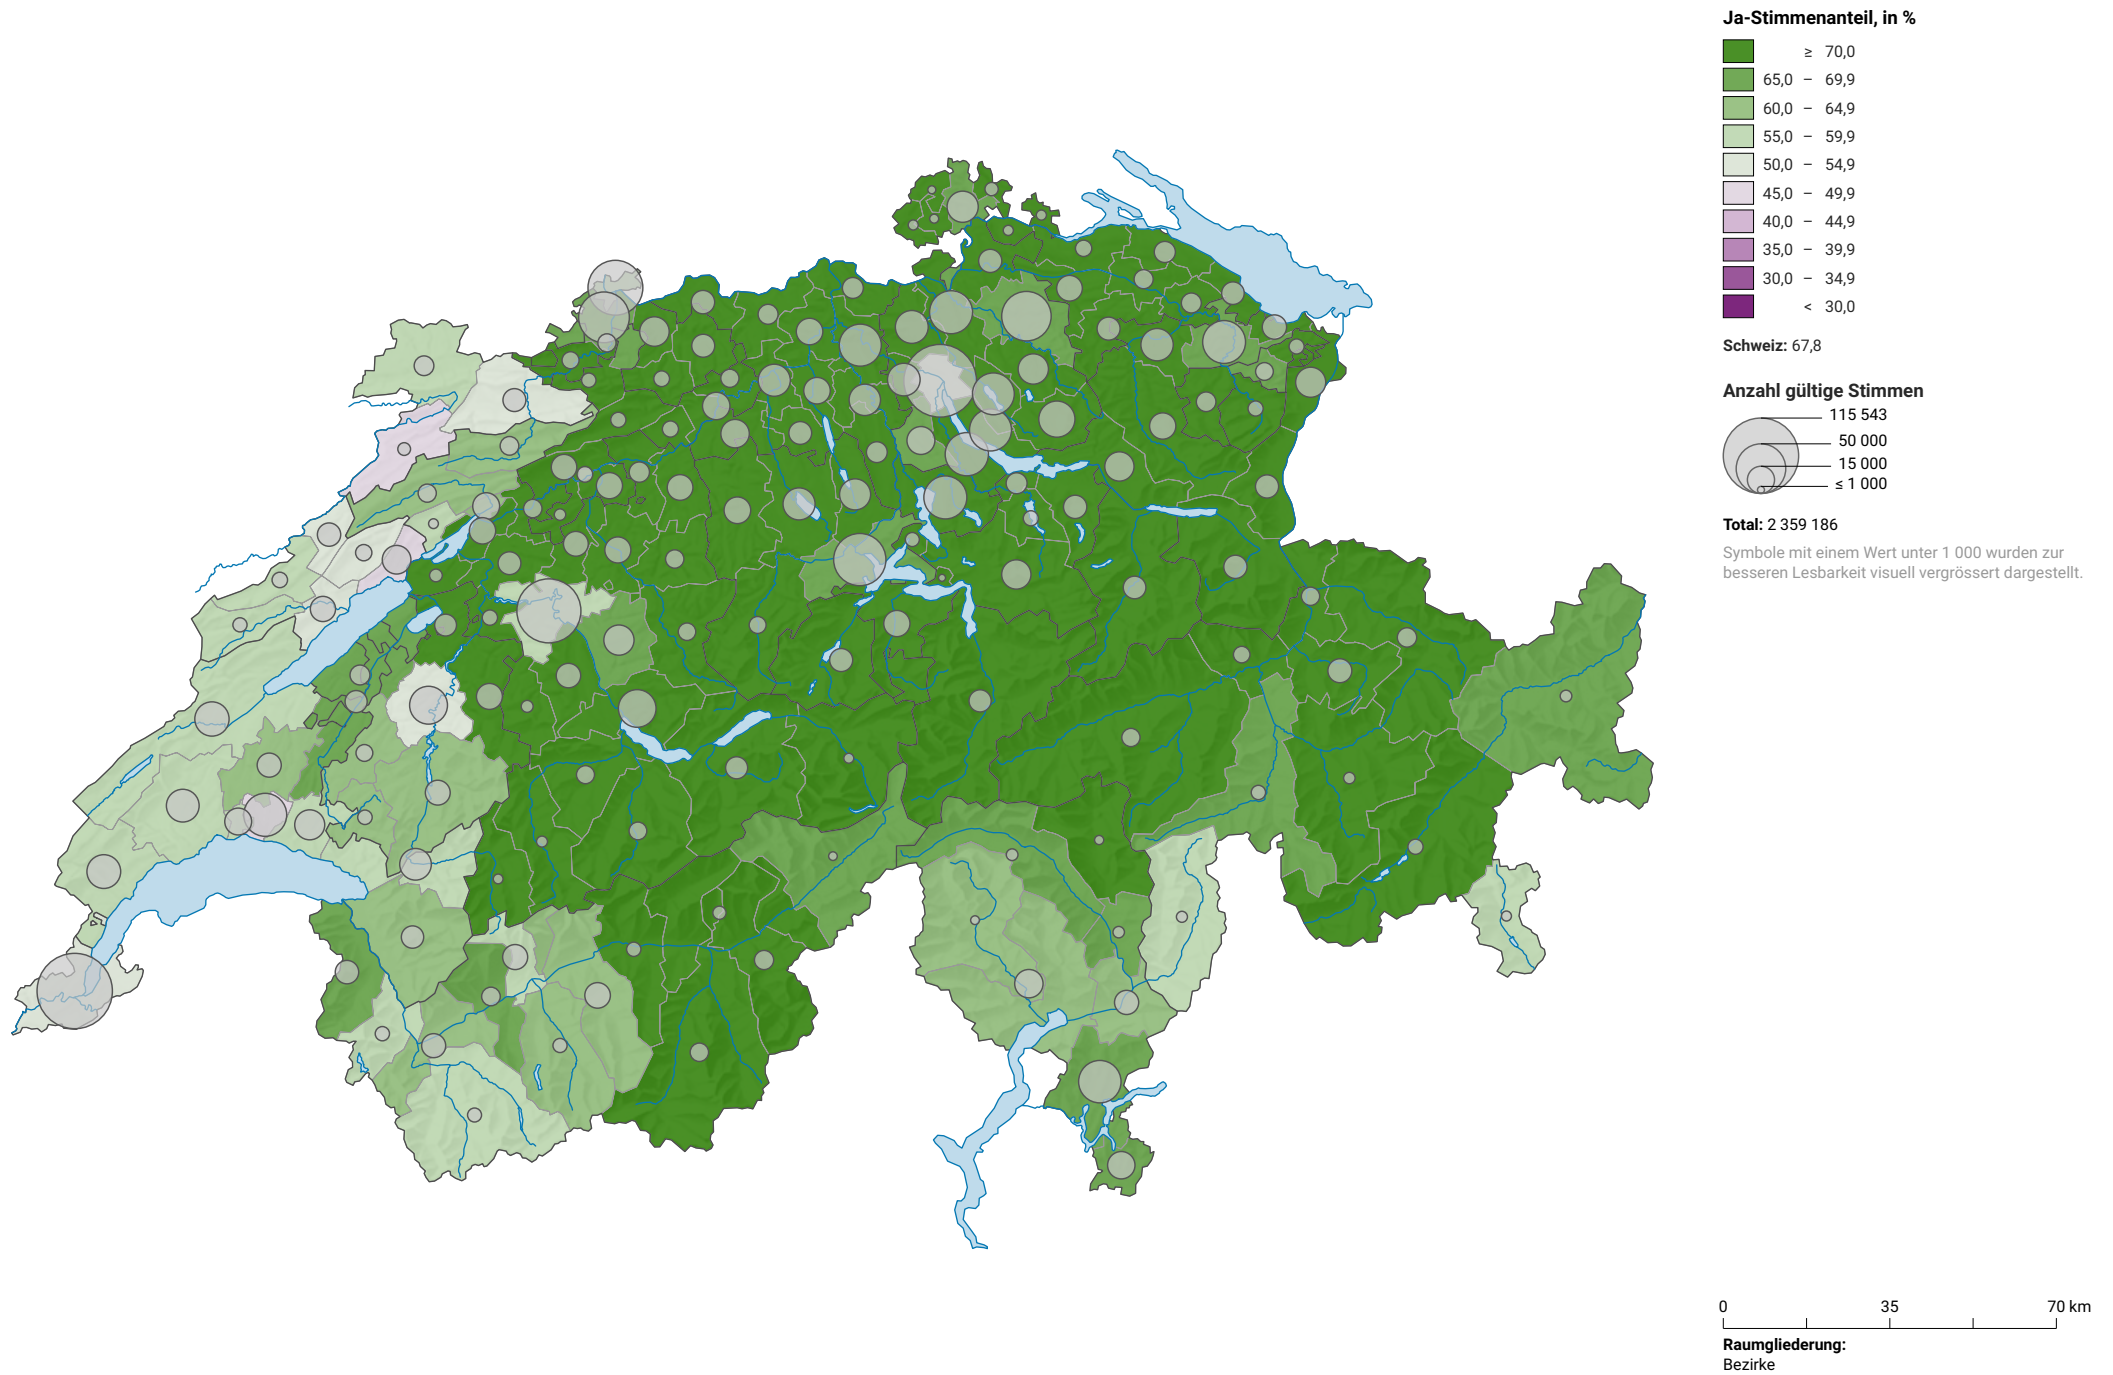 Ja-Stimmenanteil, in %
≥ 70,0
65,0 – 69,9
60,0 – 64,9
55,0 – 59,9
50,0 – 54,9
45,0 – 49,9
40,0 – 44,9
35,0 – 39,9
30,0 – 34,9
< 30,0
Schweiz: 67,8
Anzahl gültige Stimmen
115 543
50 000
15 000
≤ 1 000
Total: 2 359 186
Symbole mit einem Wert unter 1 000 wurden zur
besseren Lesbarkeit visuell vergrössert dargestellt.
0 35 70 km
Raumgliederung:
Bezirke